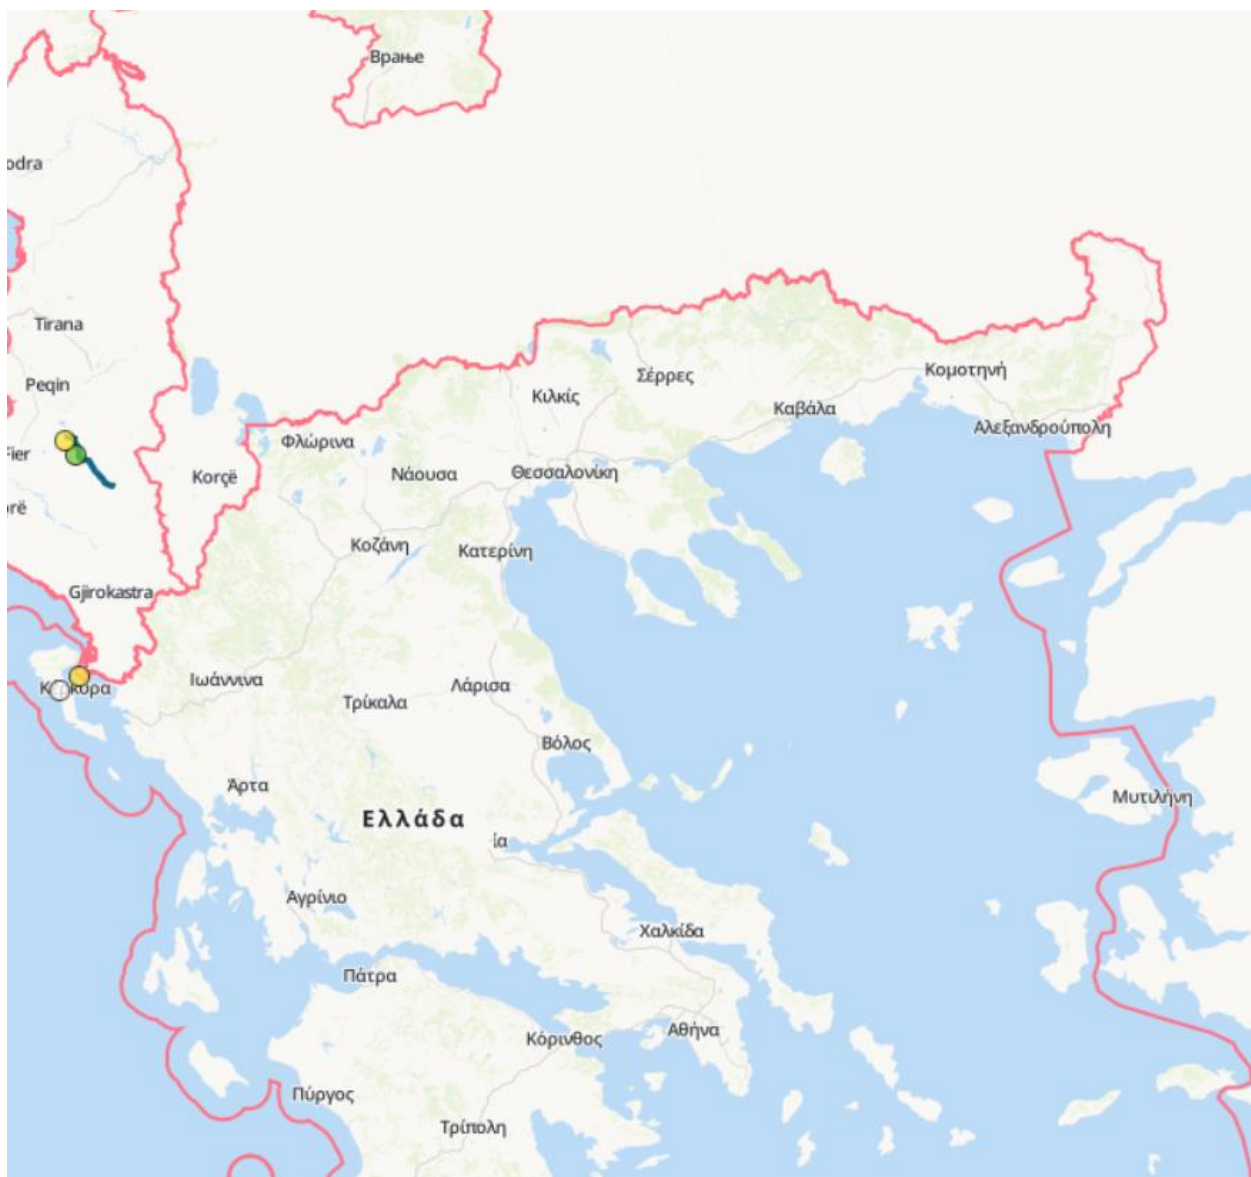 Врање
odra
Tirana
Peqin
Σέρρες
Κομοτηνή
Κιλκίς
Καβάλα
Αλεξανδρούπολη
Φλώρινα
Fier
Korçë
Νάουσα
Θεσσαλονίκη
rë
Κοζάνη
Κατερίνη
Gjirokastra
Ιωάννινα
Λάρισα
Τρίκαλα
Βόλος
Άρτα
Μυτιλήνη
Ελλάδα
ία
Αγρίνιο
Χαλκίδα
Πάτρα
Αθήνα
Κόρινθος
Πύργος
Τρίπολη